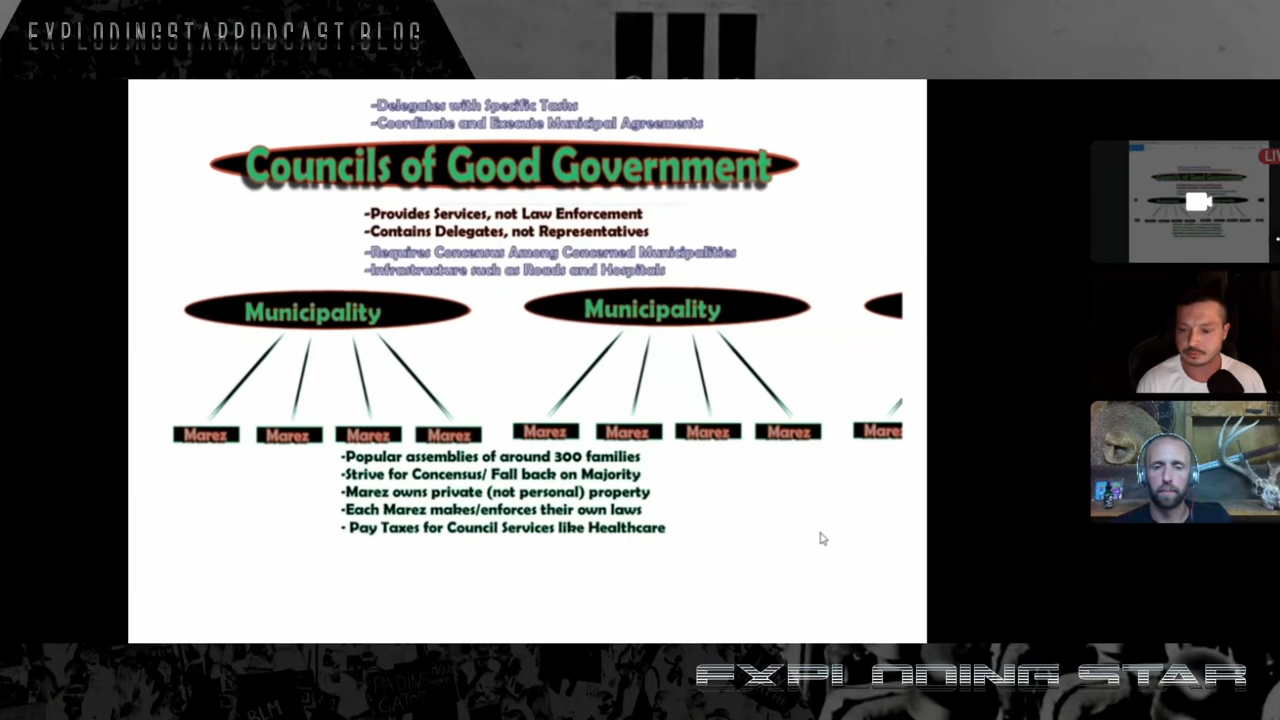 EXPLODINGSTARPODCAST.BLOG
-Delegates with Specific Tasks
-Coordinate and Execute Municipal Agreements
Councils of Good Government
-Provides Services, not Law Enforcement
-Contains Delegates, not Representatives
-Requires Concensus Among Concerned Municipalities
-Infrastructure such as Roads and Hospitals
Municipality Municipality
Marez Marez Marez Marez Marez Marez Marez Marez Marez
-Popular assemblies of around 300 families
-Strive for Concensus/ Fall back on Majority
-Marez owns private (not personal) property
-Each Marez makes/enforces their own laws
- Pay Taxes for Council Services like Healthcare
LI
EXPLODING STAR
BLM